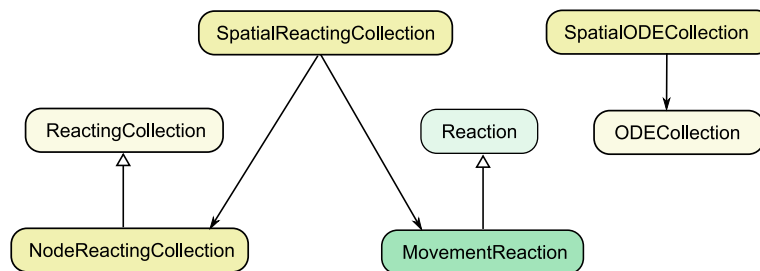 SpatialReactingCollection
SpatialODECollection
ReactingCollection
Reaction
ODECollection
NodeReactingCollection
MovementReaction